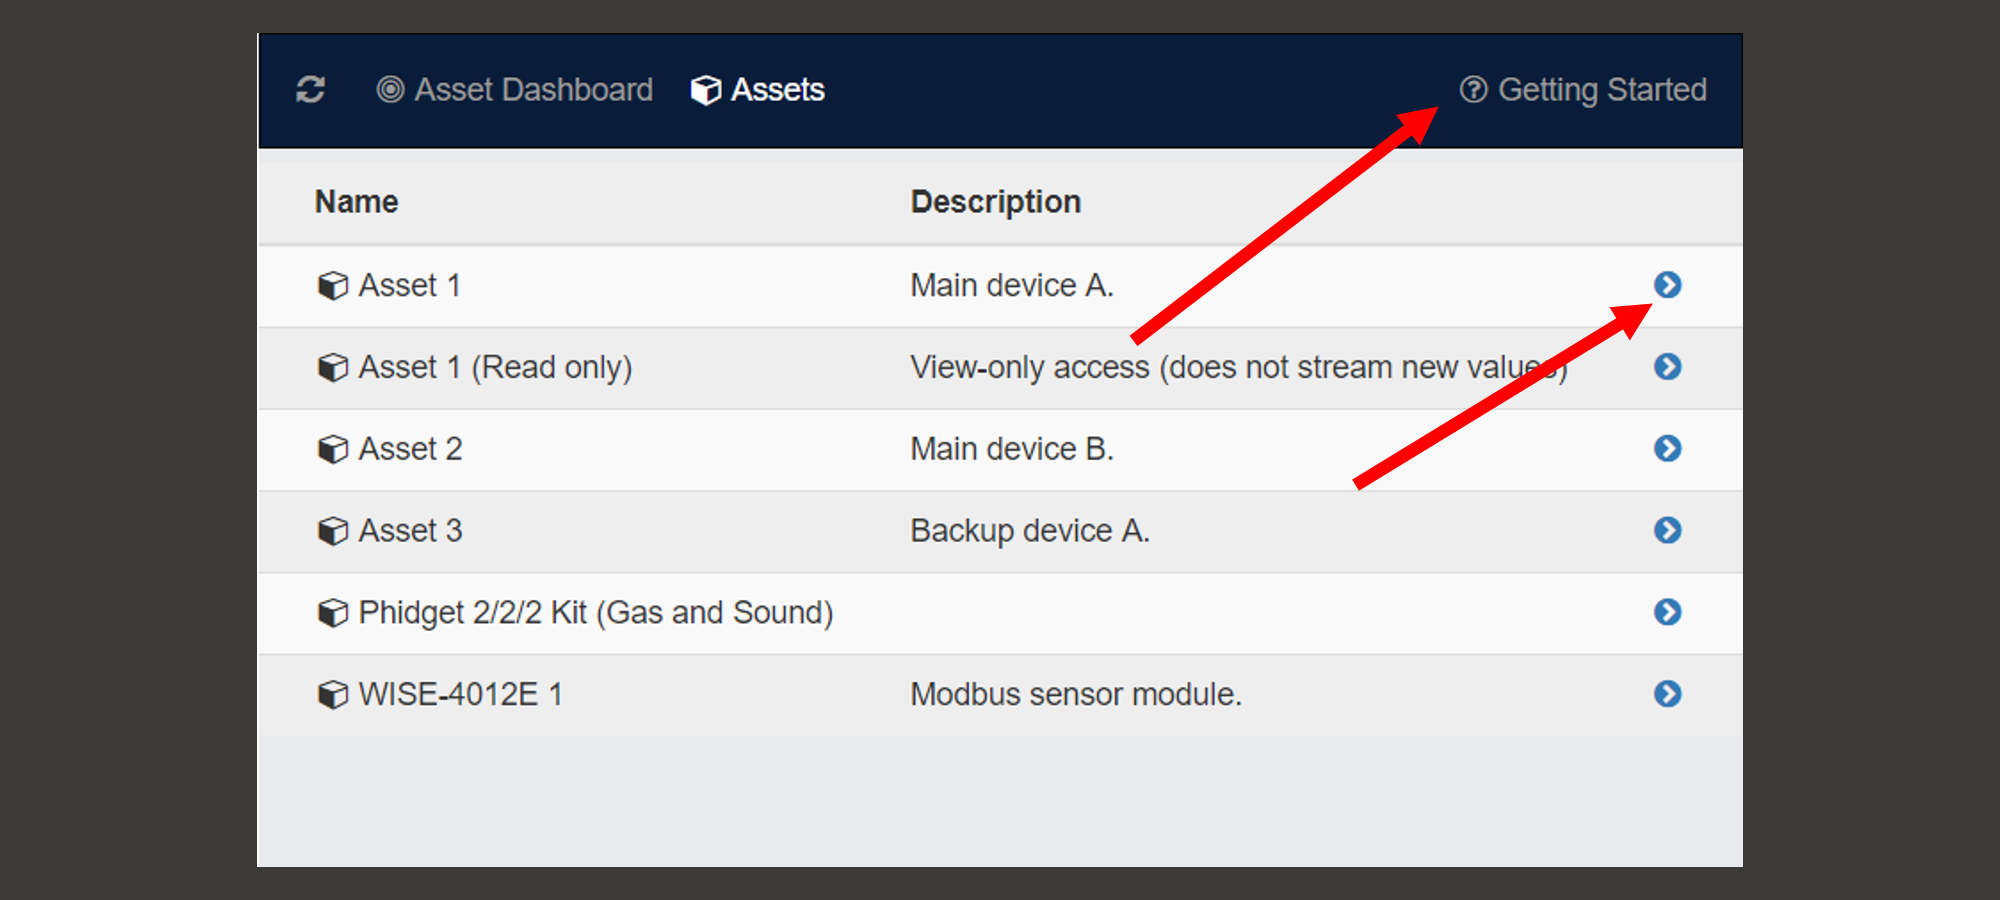 Asset Dashboard Assets Getting Started
Name Description
Asset 1 Main device A.
Asset 1 (Read only) View-only access (does not stream new values)
Asset 2 Main device B.
Asset 3 Backup device A.
Phidget 2/2/2 Kit (Gas and Sound)
WISE-4012E 1 Modbus sensor module.